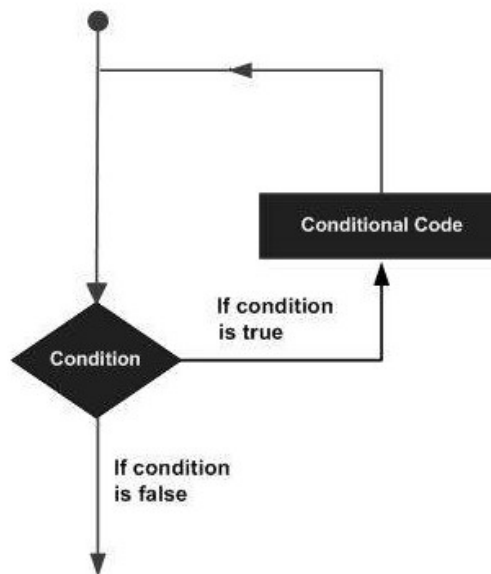 Conditional Code
If condition
is true
Condition
If condition
is false